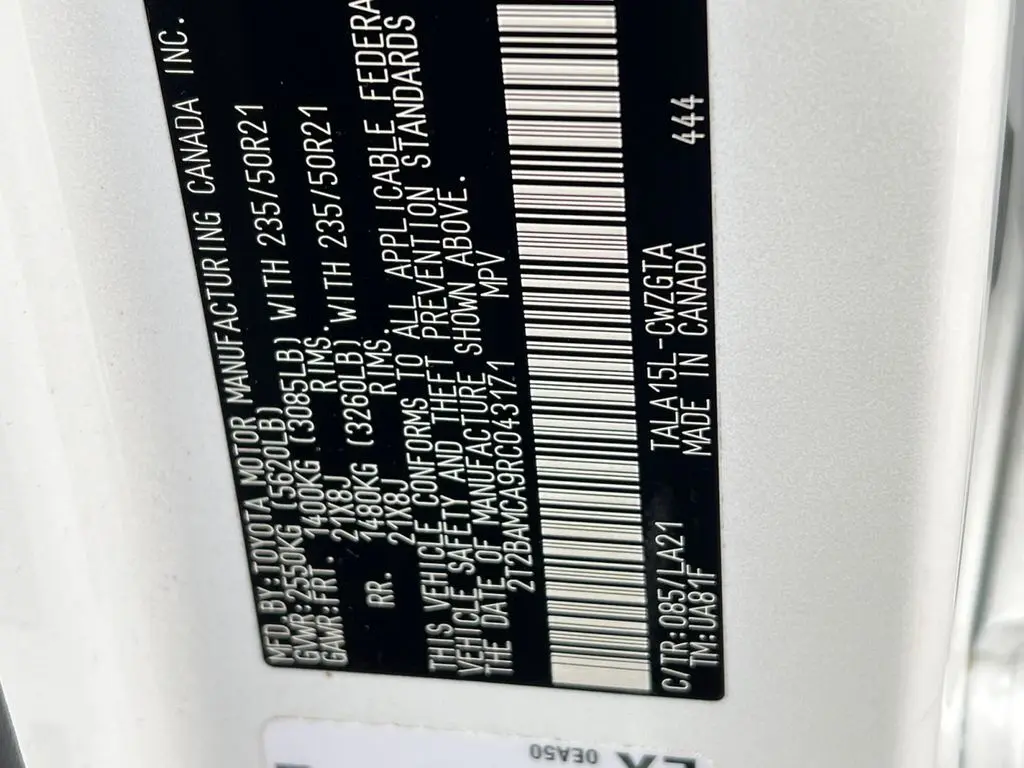 MFD.BY:TOYOTA MOTOR MANUFACTURING CANADA INC.
GVWR:2550KG (5620LB)
GAWR:FRT. 1400KG (3085LB) WITH 235/50R21
21X8J RIMS.
RR. 1480KG (3260LB) WITH 235/50R21
21X8J RIMS.
THIS VEHICLE CONFORMS TO ALL APPLICABLE FEDERA
VEHICLE SAFETY AND THEFT PREVENTION STANDARDS
THE DATE OF MANUFACTURE SHOWN ABOVE.
2T2BAMCA9RC043171 MPV
C/TR:085/LA21 TALA15L-CWZGTA 444
TM:UA81F MADE IN CANADA
0EA50